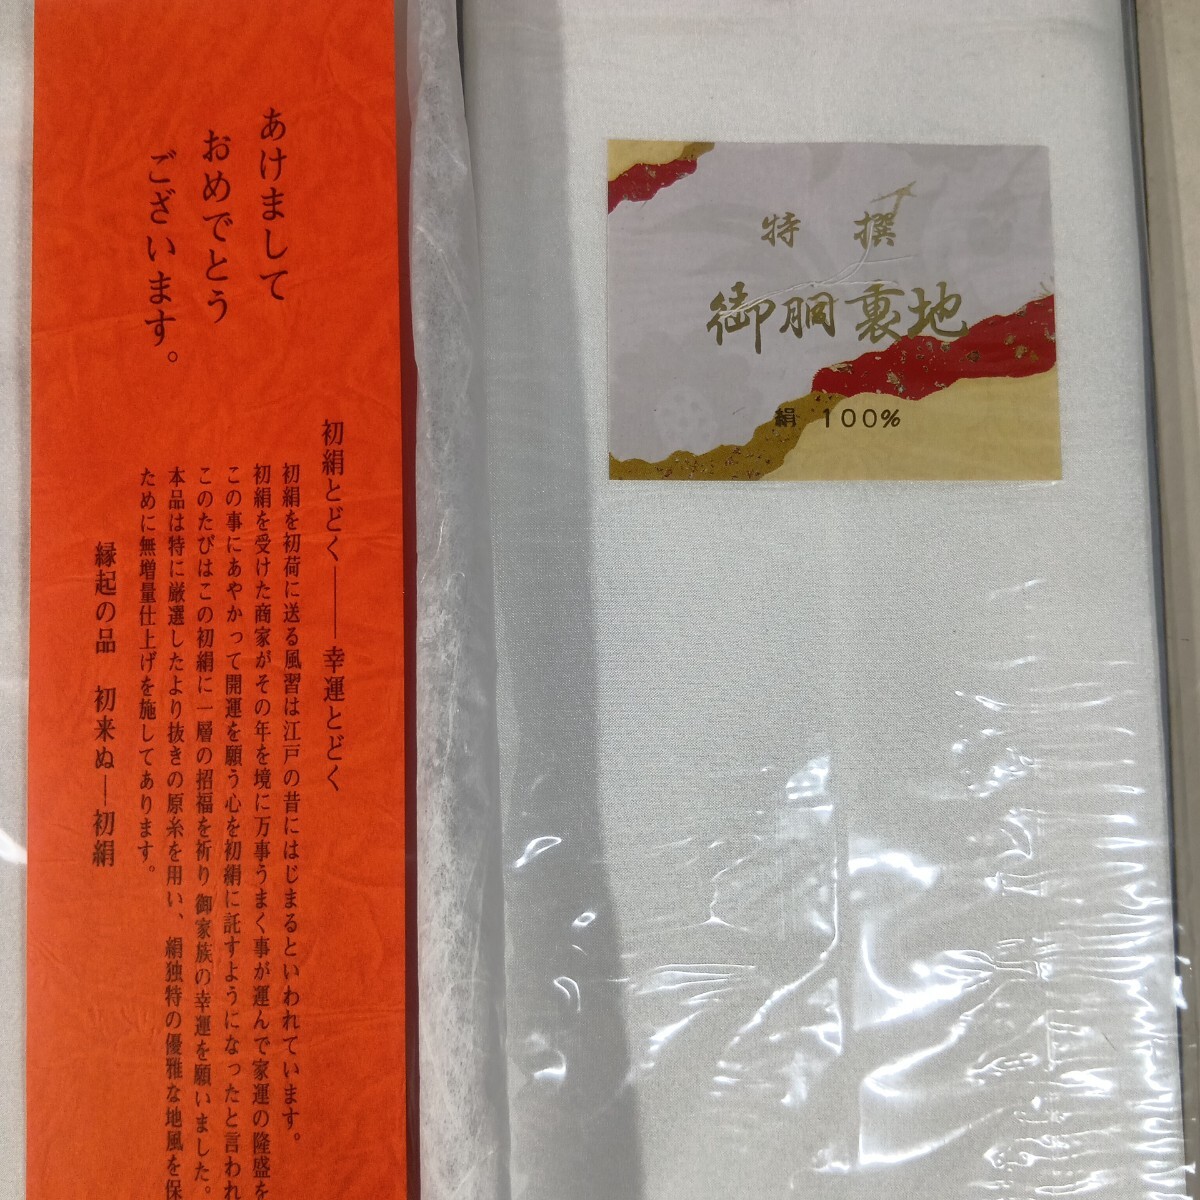 あけまして
おめでとう
ございます。
初絹とどく――幸運とどく
初絹を初荷に送る風習は江戸の昔にはじまるといわれています。
初絹を受けた商家がその年を境に万事うまく事が運んで家運の隆盛を
この事にあやかって開運を願う心を初絹に託すようになったと言われ
このたびはこの初絹に一層の招福を祈り御家族の幸運を願いました。
本品は特に厳選したより抜きの原糸を用い、絹独特の優雅な地風を保
ために無増量仕上げを施してあります。
縁起の品　初来ぬ―初絹
特撰
御胴裏地
絹 100%